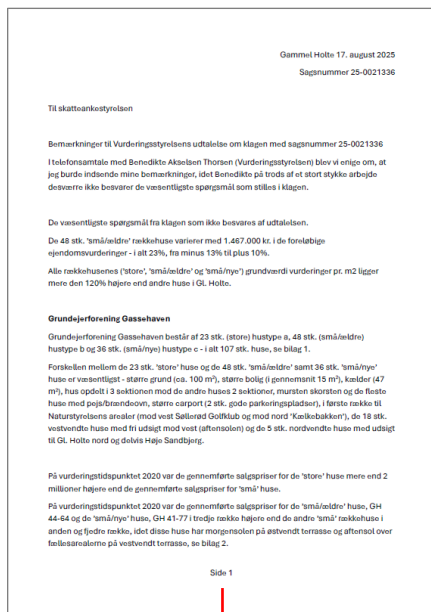 Gammel Holte 17. august 2025
Sagsnummer 25-0021336
Til skatteankestyrelsen
Bemærkninger til Vurderingsstyrelsens udtalelse om klagen med sagsnummer 25-0021336
I telefonsamtale med Benedikte Akselsen Thorsen (Vurderingsstyrelsen) blev vi enige om, at
jeg burde indsende mine bemærkninger, idet Benedikte på trods af et stort stykke arbejde
desværre ikke besvarer de væsentligste spørgsmål som stilles i klagen.
De væsentligste spørgsmål fra klagen som ikke besvares af udtalelsen.
De 48 stk. 'små/ældre' rækkehuse varierer med 1.467.000 kr. i de foreløbige
ejendomsvurderinger - i alt 23%, fra minus 13% til plus 10%.
Alle rækkehusenes ('store', 'små/ældre' og 'små/nye') grundværdi vurderinger pr. m2 ligger
mere den 120% højere end andre huse i Gl. Holte.
Grundejerforening Gassehaven
Grundejerforening Gassehaven består af 23 stk. (store) hustype a, 48 stk. (små/ældre)
hustype b og 36 stk. (små/nye) hustype c - i alt 107 stk. huse, se bilag 1.
Forskellen mellem de 23 stk. 'store' huse og de 48 stk. 'små/ældre' samt 36 stk. 'små/nye'
huse er væsentligst - større grund (ca. 100 m²), større bolig (i gennemsnit 15 m²), kælder (47
m²), hus opdelt i 3 sektioner mod de andre huses 2 sektioner, mursten skorsten og de fleste
huse med pejs/brændeovn, større carport (2 stk. gode parkeringspladser), i første række til
Naturstyrelsens arealer (mod vest Søllerød Golfklub og mod nord 'Kælkebakken'), de 18 stk.
vestvendte huse med fri udsigt mod vest (aftensolen) og de 5 stk. nordvendte huse med udsigt
til Gl. Holte nord og delvis Høje Sandbjerg.
På vurderingstidspunktet 2020 var de gennemførte salgspriser for de 'store' huse mere end 2
millioner højere end de gennemførte salgspriser for 'små' huse.
På vurderingstidspunktet 2020 var de gennemførte salgspriser for de 'små/ældre' huse, GH
44-64 og de 'små/nye' huse, GH 41-77 i tredje række højere end de andre 'små' rækkehuse i
anden og fjerde række, idet disse huse har morgensolen på østvendt terrasse og aftensol over
fællesarealerne på vestvendt terrasse, se bilag 2.
Side 1